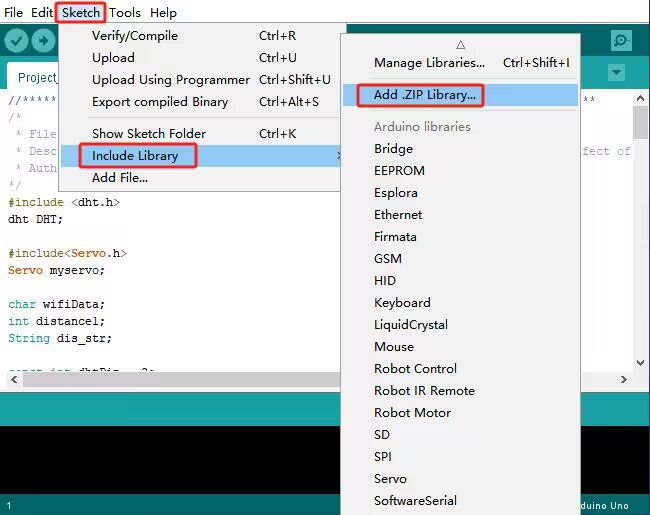 File Edit Sketch Tools Help
Verify/Compile Ctrl+R
Upload Ctrl+U
Upload Using Programmer Ctrl+Shift+U
Export compiled Binary Ctrl+Alt+S
Show Sketch Folder Ctrl+K
Include Library
Add File...
Manage Libraries... Ctrl+Shift+I
Add .ZIP Library...
Arduino libraries
Bridge
EEPROM
Esplora
Ethernet
Firmata
GSM
HID
Keyboard
LiquidCrystal
Mouse
Robot Control
Robot IR Remote
Robot Motor
SD
SPI
Servo
SoftwareSerial
Project_
//*****
/*
* File
* Desc
* Auth
*/
#include <dht.h>
dht DHT;
#include<Servo.h>
Servo myservo;
char wifiData;
int distance1;
String dis_str;
fect of
1
duino Uno